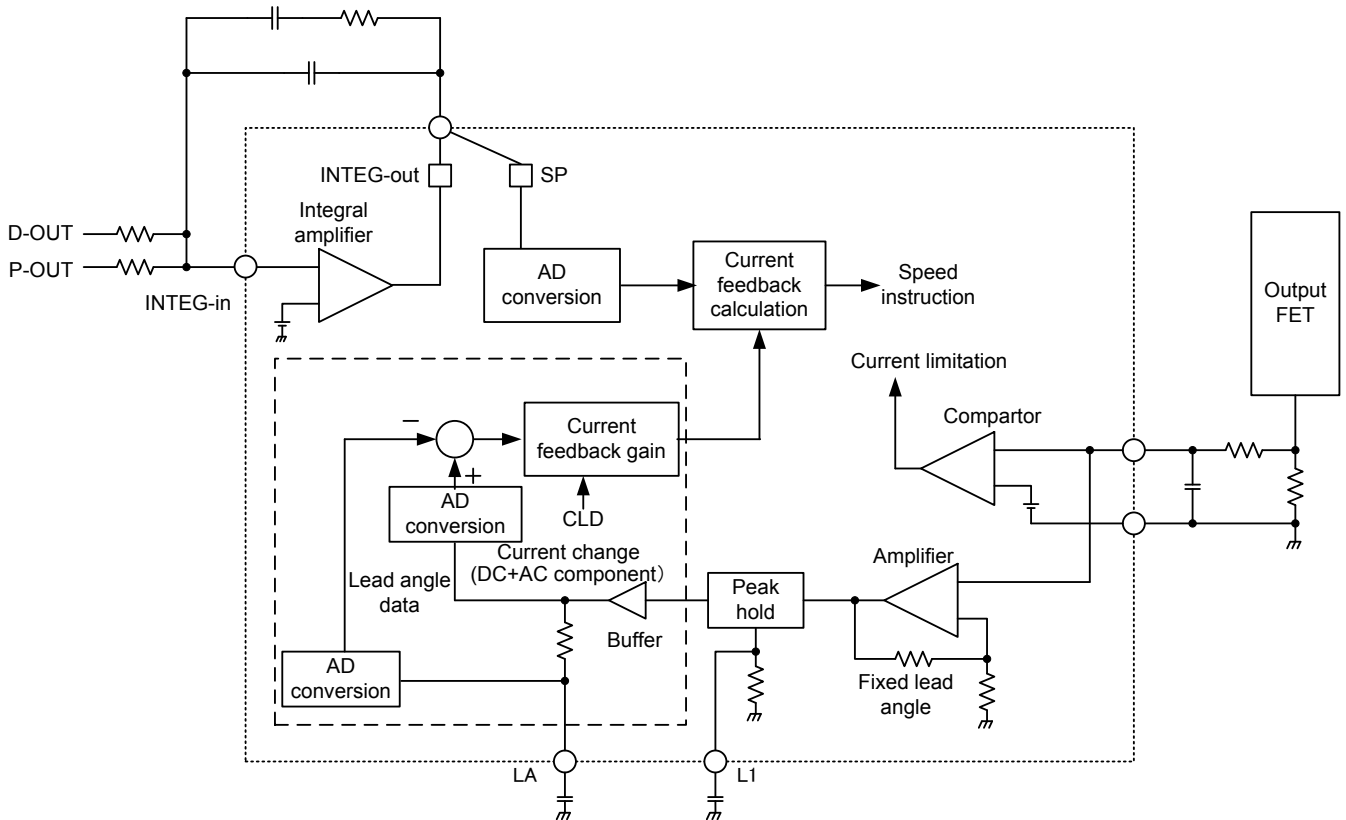 INTEG-out
SP
Integral
amplifier
D-OUT
P-OUT
INTEG-in
AD
conversion
Current
feedback
calculation
Speed
instruction
Output
FET
Current limitation
Compartor
−
+
Current
feedback gain
CLD
AD
conversion
Current change
(DC+AC component）
Lead angle
data
Buffer
Peak
hold
Amplifier
Fixed lead
angle
AD
conversion
LA
L1